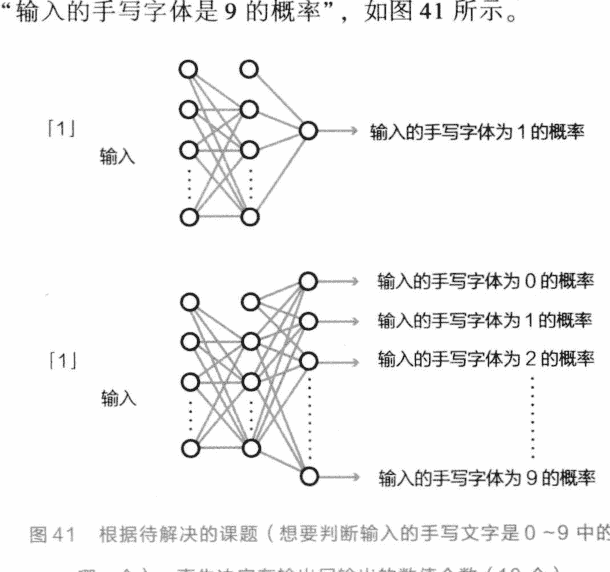 “输入的手写字体是 9 的概率”，如图 41 所示。
「1」
输入
输入的手写字体为 1 的概率
输入的手写字体为 0 的概率
输入的手写字体为 1 的概率
「1」
输入的手写字体为 2 的概率
输入
输入的手写字体为 9 的概率
图 41 根据待解决的课题（想要判断输入的手写文字是 0 ~9 中的